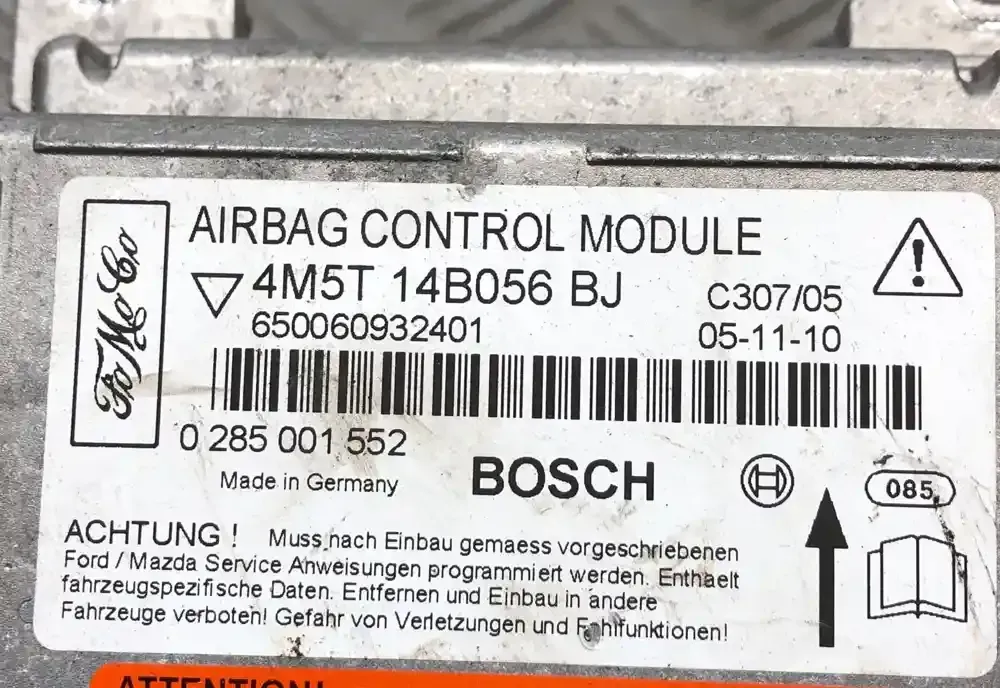 FoMoCo
AIRBAG CONTROL MODULE
4M5T 14B056 BJ
C307/05
650060932401
05-11-10
0 285 001 552
Made in Germany
BOSCH
085
ACHTUNG ! Muss nach Einbau gemaess vorgeschriebenen
Ford / Mazda Service Anweisungen programmiert werden. Enthaelt
fahrzeugspezifische Daten. Entfernen und Einbau in andere
Fahrzeuge verboten! Gefahr von Verletzungen und Fehlfunktionen!
ATTENTION!